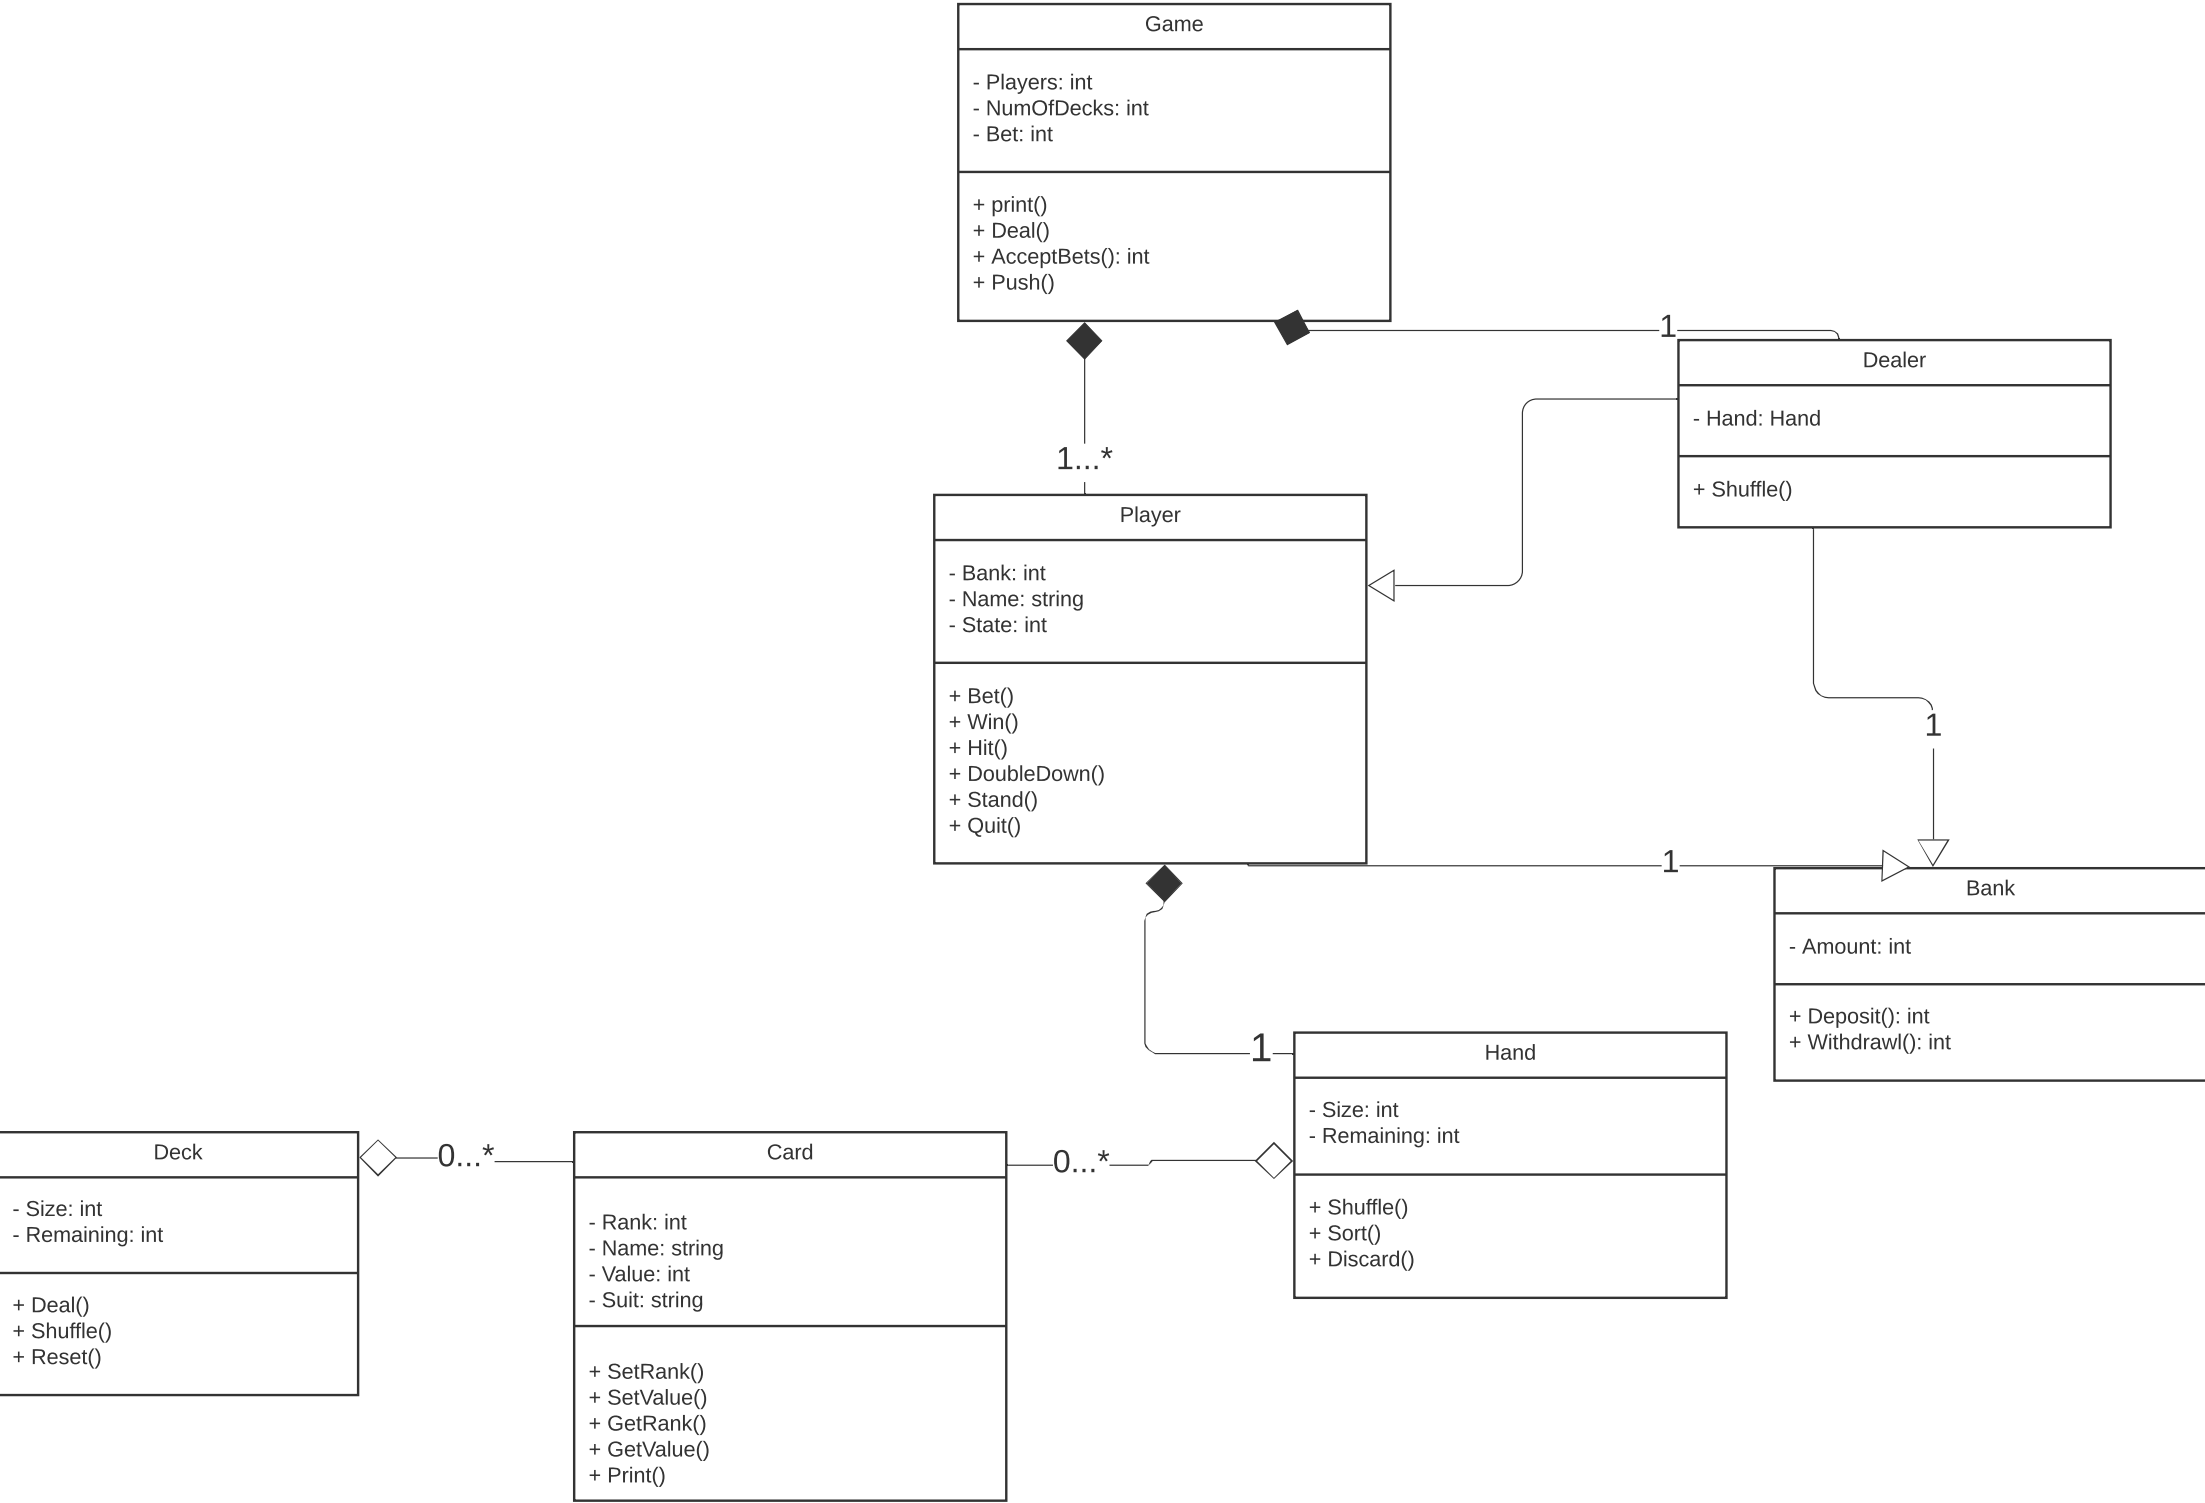 Game
- Players: int
- NumOfDecks: int
- Bet: int
+ print()
+ Deal()
+ AcceptBets(): int
+ Push()
1
Dealer
- Hand: Hand
+ Shuffle()
1...*
Player
- Bank: int
- Name: string
- State: int
+ Bet()
+ Win()
+ Hit()
+ DoubleDown()
+ Stand()
+ Quit()
1
1
Bank
- Amount: int
+ Deposit(): int
+ Withdrawl(): int
1
Hand
- Size: int
- Remaining: int
+ Shuffle()
+ Sort()
+ Discard()
Deck
- Size: int
- Remaining: int
+ Deal()
+ Shuffle()
+ Reset()
0...*
Card
- Rank: int
- Name: string
- Value: int
- Suit: string
+ SetRank()
+ SetValue()
+ GetRank()
+ GetValue()
+ Print()
0...*